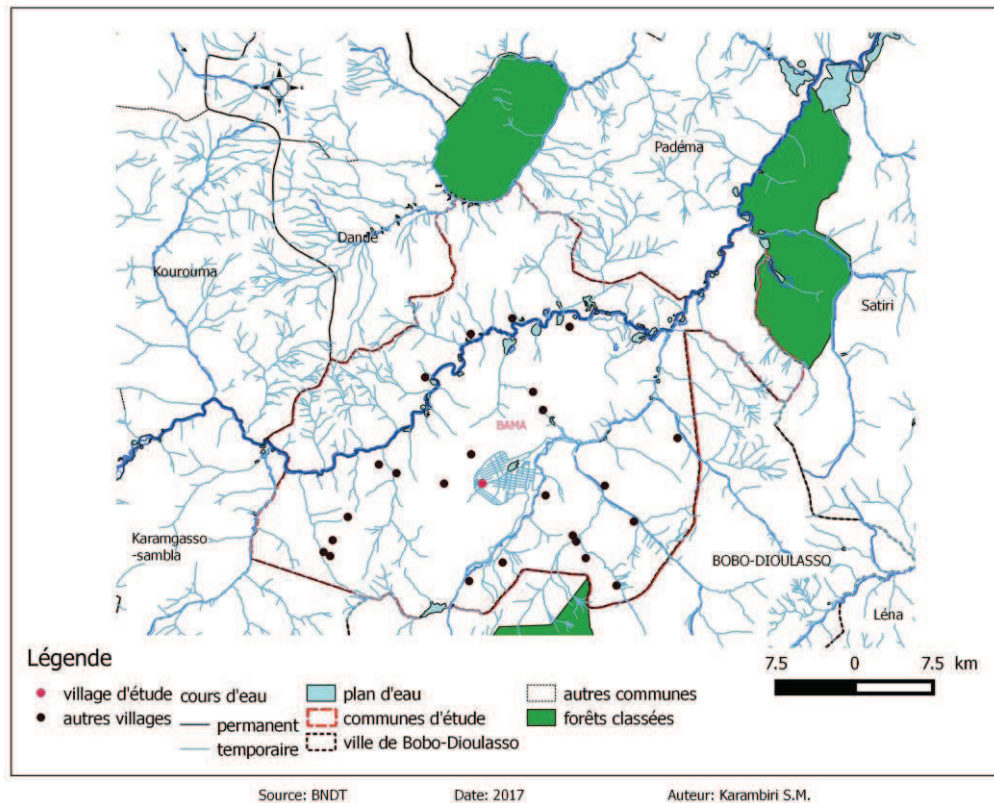 Padéma
Dandé
Kourouma
Satiri
BAMA
Karamgasso
-sambla
BOBO-DIOULASSO
Léna
Légende
7.5 0 7.5 km
village d'étude
autres villages
cours d'eau
permanent
temporaire
plan d'eau
communes d'étude
ville de Bobo-Dioulasso
autres communes
forêts classées
Source: BNDT Date: 2017 Auteur: Karambiri S.M.